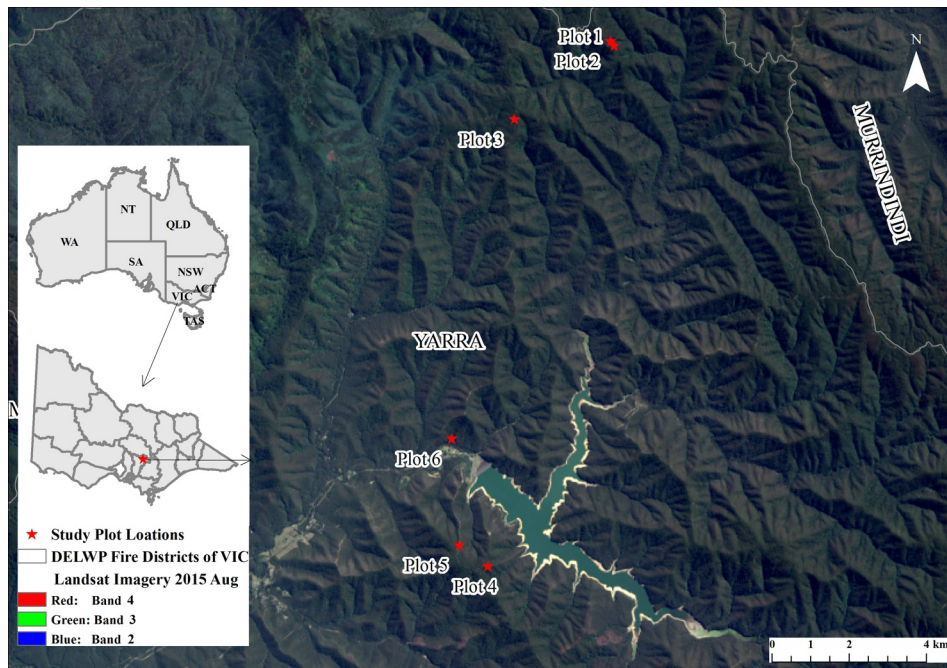 Plot 1
Plot 2
N
Plot 3
MURRINDINDI
NT
QLD
WA
SA
NSW
ACT
VIC
TAS
YARRA
M
Plot 6
Plot 5
Plot 4
Study Plot Loations
DELWP Fire Districts of VIC
Landsat Imagery 2015 Aug
Red: Band 4
Green: Band 3
Blue: Band 2
0 1 2 4 km